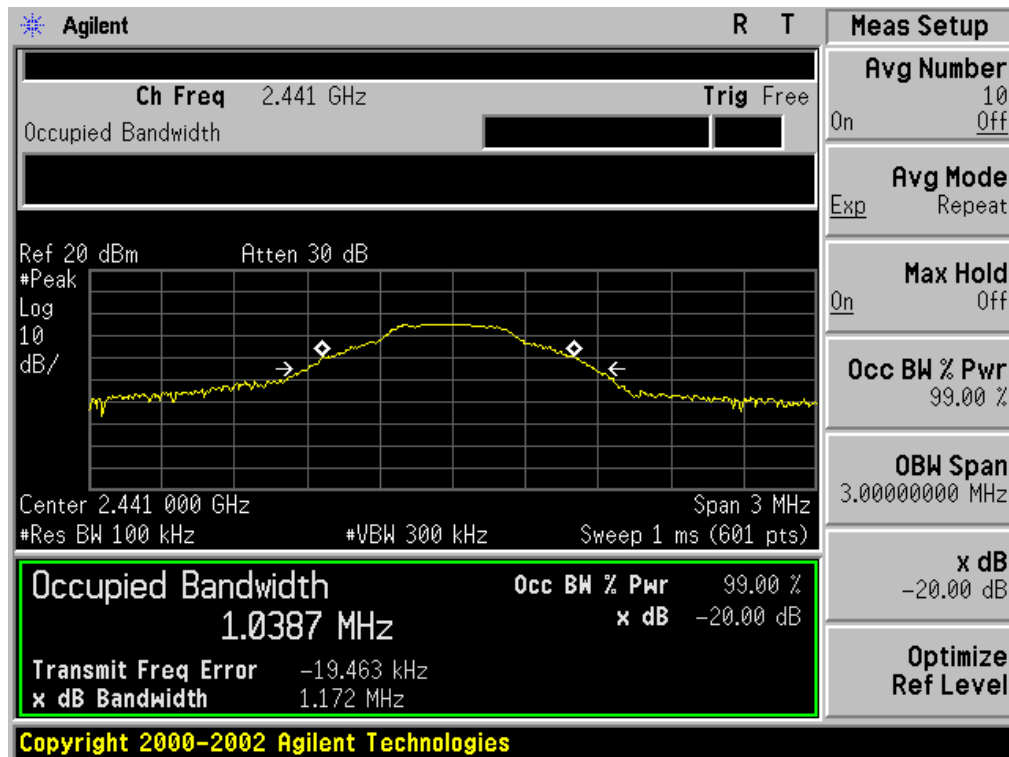 Agilent R T
Ch Freq 2.441 GHz Trig Free
Occupied Bandwidth
Ref 20 dBm Atten 30 dB
#Peak
Log
10
dB/
Center 2.441 000 GHz Span 3 MHz
#Res BW 100 kHz #VBW 300 kHz Sweep 1 ms (601 pts)
Occupied Bandwidth Occ BW % Pwr 99.00 %
1.0387 MHz x dB -20.00 dB
Transmit Freq Error -19.463 kHz
x dB Bandwidth 1.172 MHz
Copyright 2000-2002 Agilent Technologies
Meas Setup
Avg Number
10
On Off
Avg Mode
Exp Repeat
Max Hold
On Off
Occ BW % Pwr
99.00 %
OBW Span
3.00000000 MHz
x dB
-20.00 dB
Optimize
Ref Level